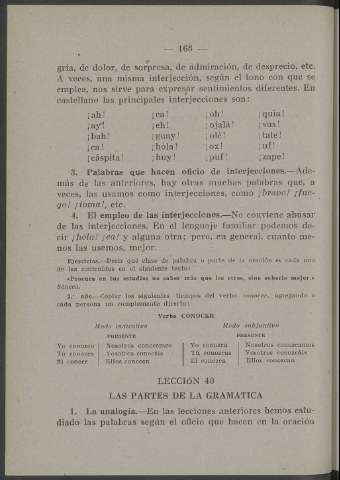 — 168 —
gría, de dolor, de sorpresa, de admiración, de desprecio, etc.
A veces, una misma interjección, según el tono con que se
emplee, nos sirve para expresar sentimientos diferentes. En
castellano las principales interjecciones son:
¡ah! ¡ea! ¡oh! ¡quia!
¡ay! ¡eh! ¡ojalá! ¡sus!
¡bah! ¡guay! ¡olé! ¡tate!
¡ca! ¡hola! ¡ox! ¡uf!
¡cáspita! ¡huy! ¡puf! ¡zape!
3. Palabras que hacen oficio de interjecciones.—Ade-
más de las anteriores, hay otras muchas palabras que, a
veces, las usamos como interjecciones, como ¡bravo! ¡fue-
go! ¡toma!, etc.
4. El empleo de las interjecciones.—No conviene abusar
de las interjecciones. En el lenguaje familiar podemos de-
cir ¡hola! ¡ea! y alguna otra; pero, en general, cuanto me-
nos las usemos, mejor.
Ejercicios.—Decir qué clase de palabra o parte de la oración es cada una
de las contenidas en el siguiente texto:
«Procura en tus estudios no saber más que los otros, sino saberlo mejor.»
Séneca.
2.º año.—Copiar los siguientes tiempos del verbo conocer, agregando a
cada persona un complemento directo:
Verbo CONOCER
Modo indicativo Modo subjuntivo
PRESENTE PRESENTE
Yo conozco Nosotros conocemos Yo conozca Nosotros conozcamos
Tú conoces Vosotros conocéis Tú conozcas Vosotros conozcáis
El conoce Ellos conocen El conozca Ellos conozcan
LECCIÓN 40
LAS PARTES DE LA GRAMATICA
1. La analogía.—En las lecciones anteriores hemos estu-
diado las palabras según el oficio que hacen en la oración